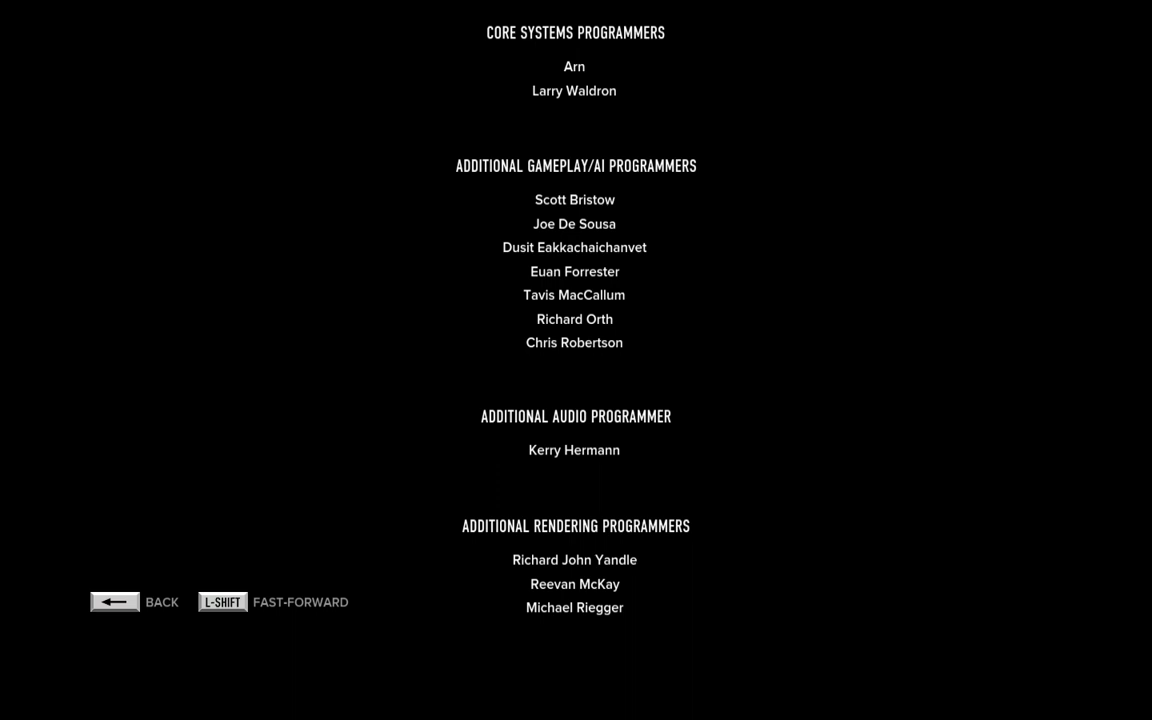 CORE SYSTEMS PROGRAMMERS
Arn
Larry Waldron
ADDITIONAL GAMEPLAY/AI PROGRAMMERS
Scott Bristow
Joe De Sousa
Dusit Eakkachaichanvet
Euan Forrester
Tavis MacCallum
Richard Orth
Chris Robertson
ADDITIONAL AUDIO PROGRAMMER
Kerry Hermann
ADDITIONAL RENDERING PROGRAMMERS
Richard John Yandle
Reevan McKay
Michael Riegger
BACK L-SHIFT FAST-FORWARD